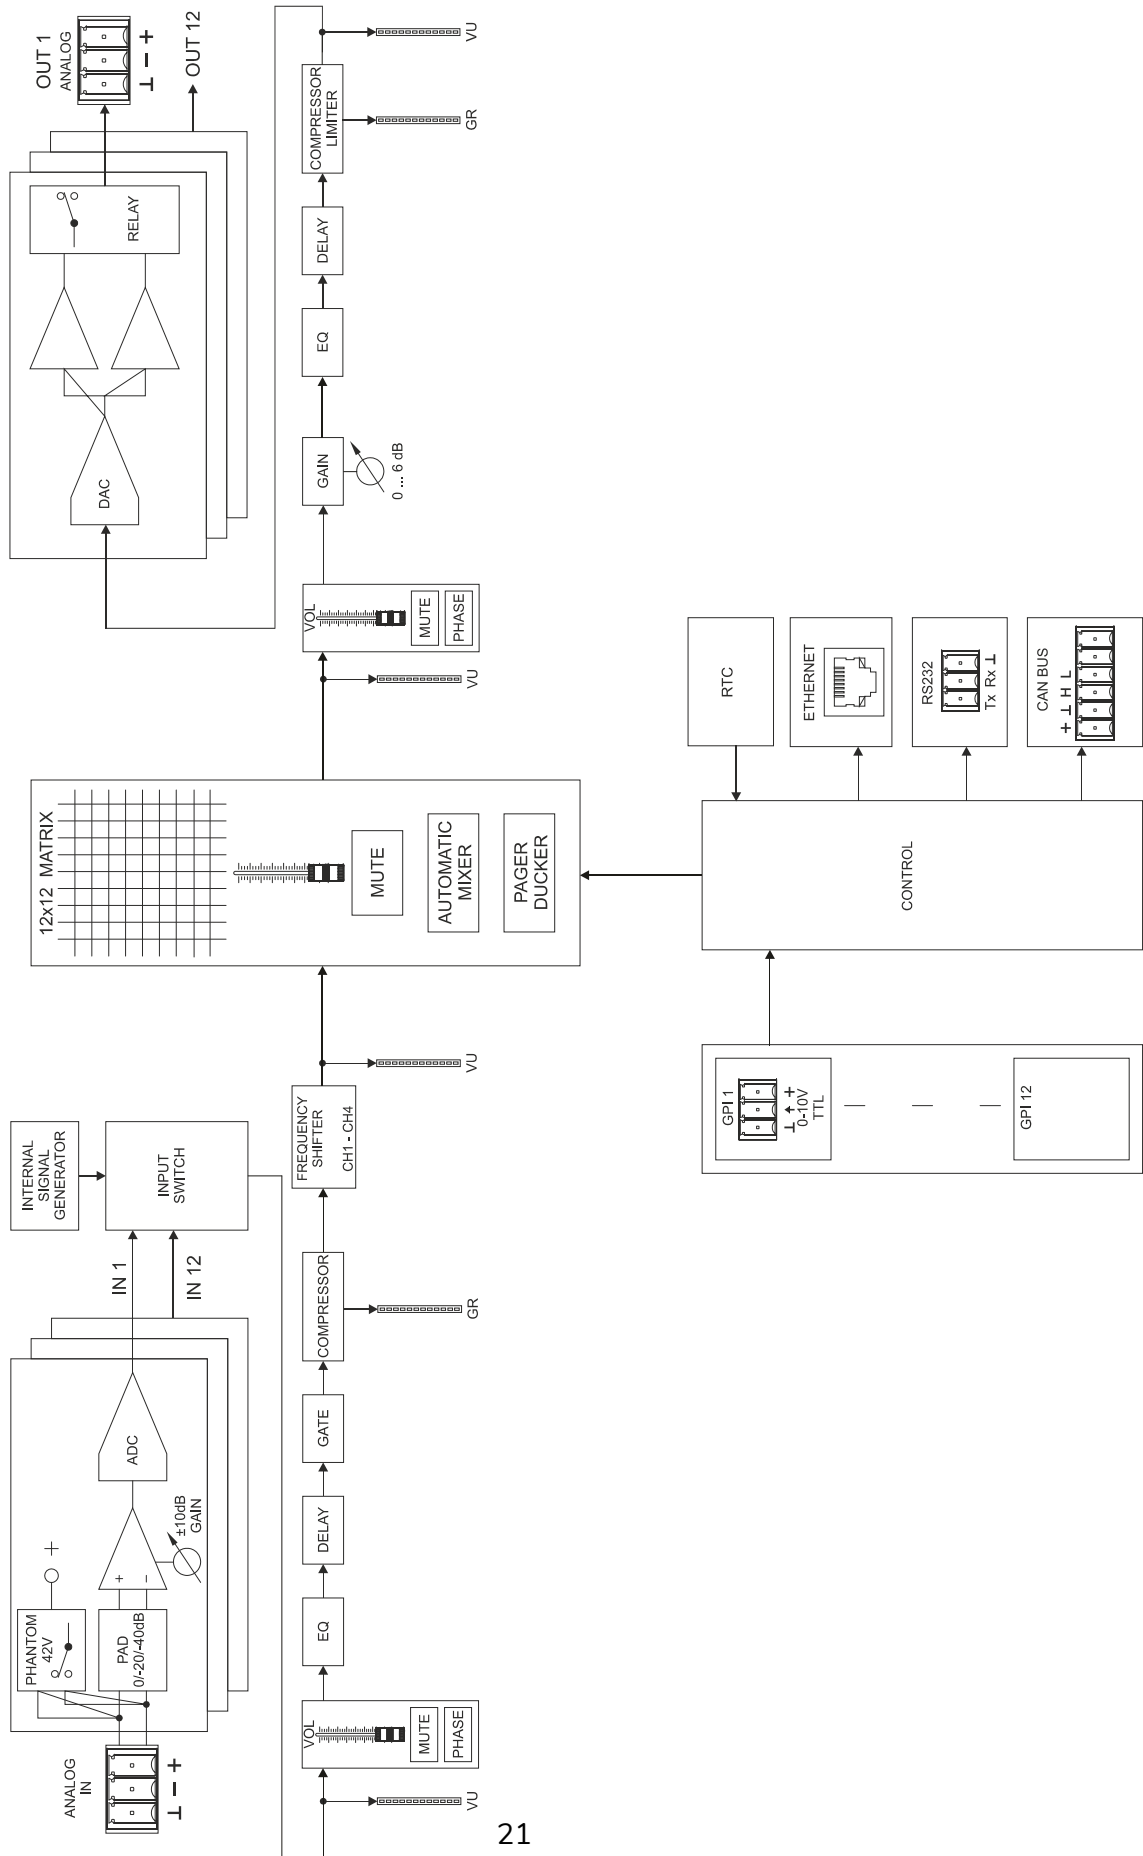 ANALOG
IN
+
−
⊥
PHANTOM
42V
+
PAD
0/-20/-40dB
+
−
±10dB
GAIN
ADC
IN 1
IN 12
INTERNAL
SIGNAL
GENERATOR
INPUT
SWITCH
VU
VOL
MUTE
PHASE
EQ
DELAY
GATE
COMPRESSOR
GR
FREQUENCY
SHIFTER
CH1 - CH4
VU
12x12 MATRIX
MUTE
AUTOMATIC
MIXER
PAGER
DUCKER
VU
VOL
MUTE
PHASE
GAIN
0 ... 6 dB
EQ
DELAY
COMPRESSOR
LIMITER
GR
VU
DAC
RELAY
OUT 1
ANALOG
+
−
⊥
OUT 12
GPI 1
⊥ +
0-10V
TTL
GPI 12
CONTROL
RTC
ETHERNET
RS232
Tx Rx ⊥
CAN BUS
+ ⊥ H L
21